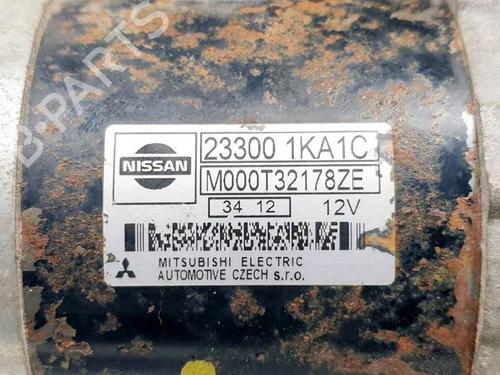 B-PARTS
NISSAN
23300 1KA1C
M000T32178ZE
34 12 12V
MITSUBISHI ELECTRIC
AUTOMOTIVE CZECH s.r.o.